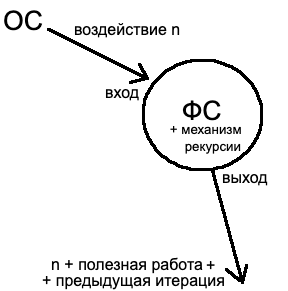 ОС
воздействие n
вход
ФС
+ механизм
рекурсии
выход
n + полезная работа +
+ предыдущая итерация